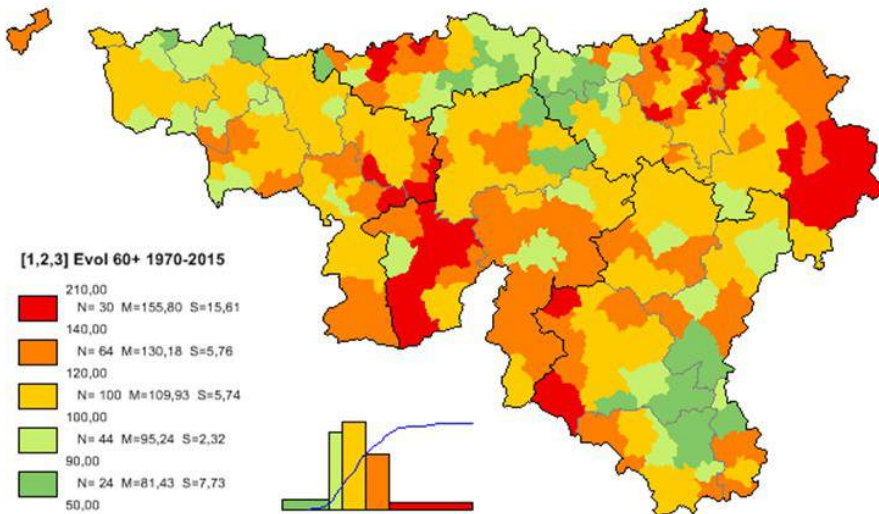 [1,2,3] Evol 60+ 1970-2015
210,00
N= 30 M=155,80 S=15,61
140,00
N= 64 M=130,18 S=5,76
120,00
N= 100 M=109,93 S=5,74
100,00
N= 44 M=95,24 S=2,32
90,00
N= 24 M=81,43 S=7,73
50,00